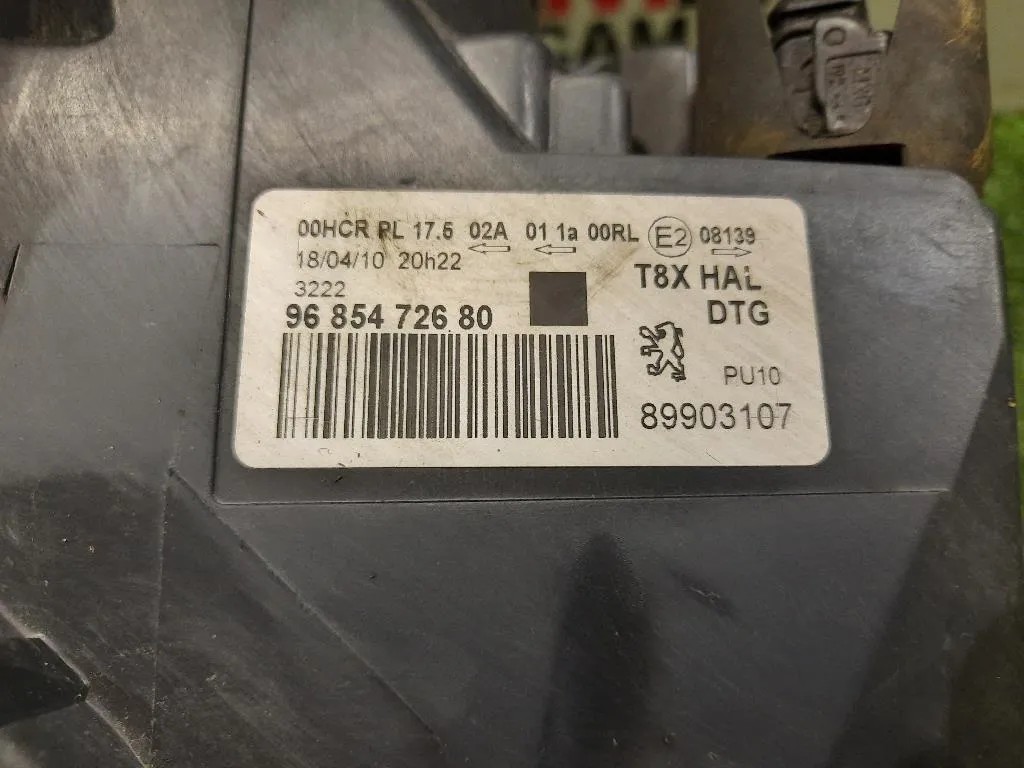 00HCR PL 17.5 02A 01 1a 00RL E2 08139
18/04/10 20h22
T8X HAL
3222
DTG
96 854 726 80
PU10
89903107